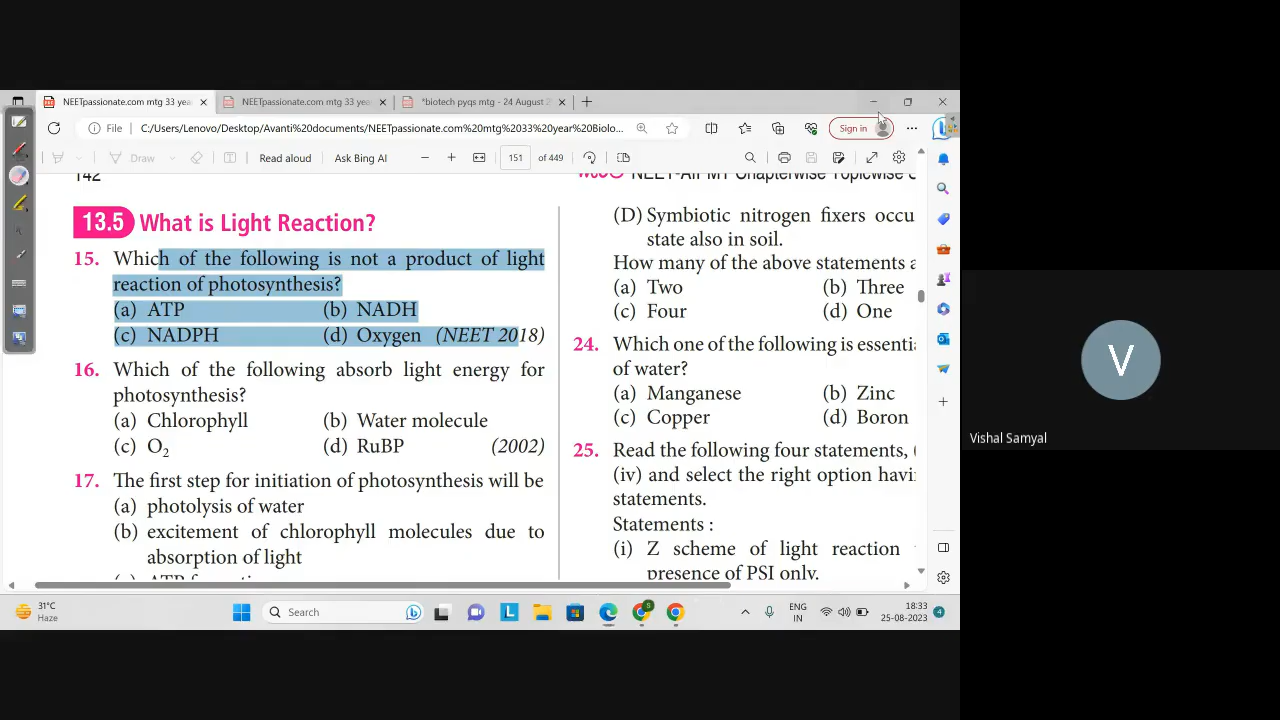 NEETpassionate.com mtg 33 yea
NEETpassionate.com mtg 33 yea
*biotech pyqs mtg - 24 August 2
File
C:/Users/Lenovo/Desktop/Avanti%20documents/NEETpassionate.com%20mtg%2033%20year%20Biolo...
Sign in
Draw
Read aloud
Ask Bing AI
151
of 449
142
13.5 What is Light Reaction?
15. Which of the following is not a product of light
reaction of photosynthesis?
(a) ATP (b) NADH
(c) NADPH (d) Oxygen (NEET 2018)
16. Which of the following absorb light energy for
photosynthesis?
(a) Chlorophyll (b) Water molecule
(c) O₂ (d) RuBP (2002)
17. The first step for initiation of photosynthesis will be
(a) photolysis of water
(b) excitement of chlorophyll molecules due to
absorption of light
NEET-AIPMT Chapterwise Topicwise
(D) Symbiotic nitrogen fixers occu
state also in soil.
How many of the above statements a
(a) Two (b) Three
(c) Four (d) One
24. Which one of the following is essentia
of water?
(a) Manganese (b) Zinc
(c) Copper (d) Boron
25. Read the following four statements, (
(iv) and select the right option havi
statements.
Statements :
(i) Z scheme of light reaction
presence of PSI only.
V
Vishal Samyal
31°C
Haze
Search
ENG
IN
18:33
25-08-2023
4